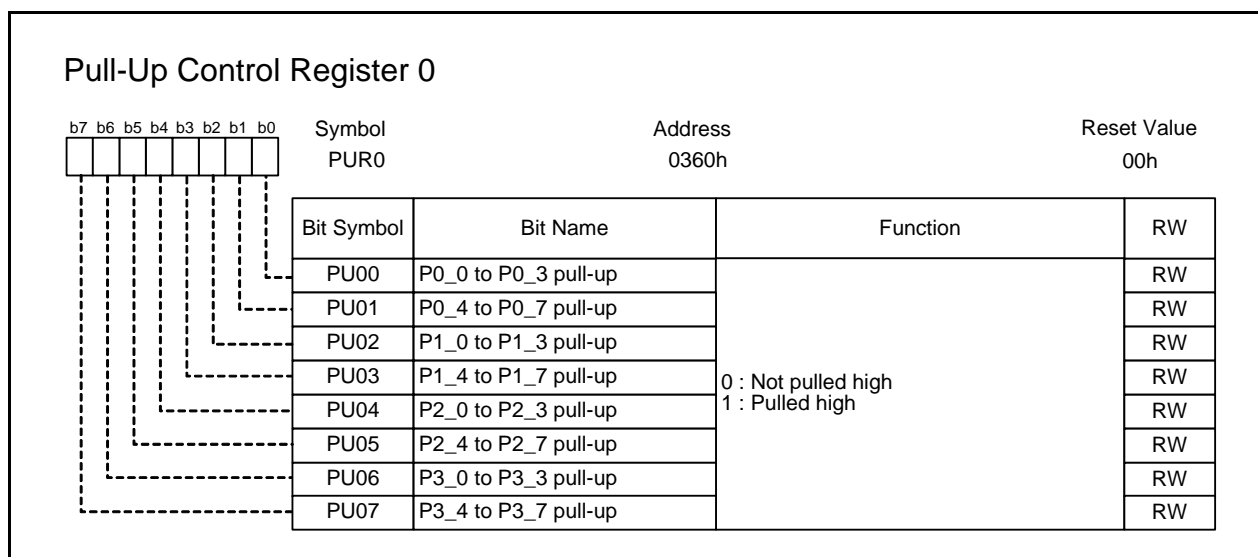 Pull-Up Control Register 0
b7 b6 b5 b4 b3 b2 b1 b0 Symbol Address Reset Value
PUR0 0360h 00h
Bit Symbol Bit Name Function RW
PU00 P0_0 to P0_3 pull-up RW
PU01 P0_4 to P0_7 pull-up RW
PU02 P1_0 to P1_3 pull-up RW
PU03 P1_4 to P1_7 pull-up 0 : Not pulled high RW
PU04 P2_0 to P2_3 pull-up 1 : Pulled high RW
PU05 P2_4 to P2_7 pull-up RW
PU06 P3_0 to P3_3 pull-up RW
PU07 P3_4 to P3_7 pull-up RW